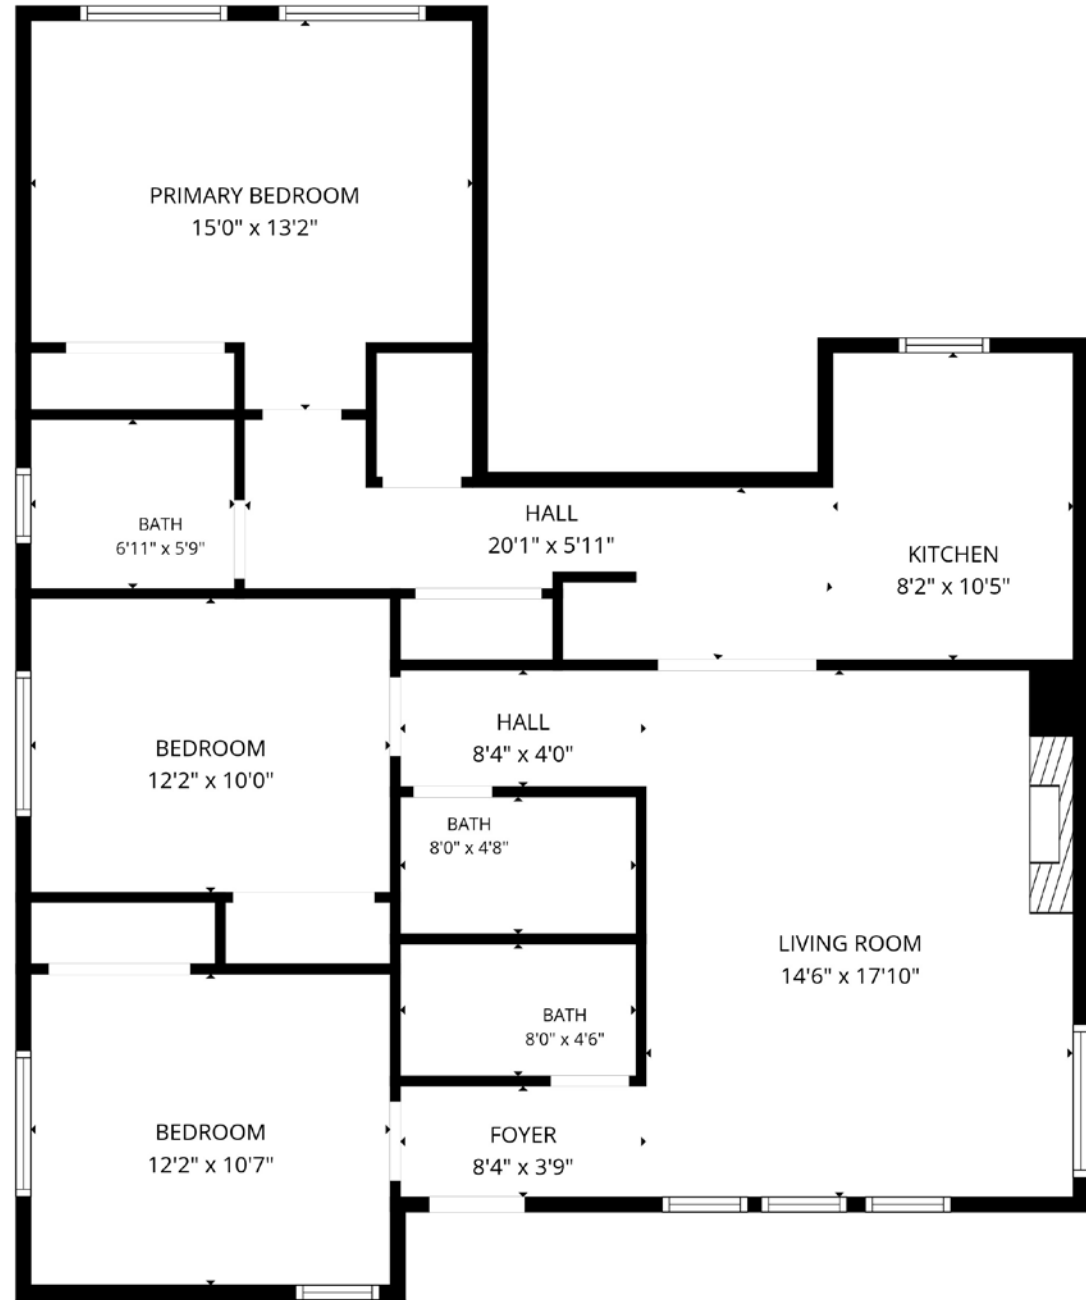 PRIMARY BEDROOM
15'0" x 13'2"
BATH
6'11" x 5'9"
HALL
20'1" x 5'11"
KITCHEN
8'2" x 10'5"
BEDROOM
12'2" x 10'0"
HALL
8'4" x 4'0"
BATH
8'0" x 4'8"
LIVING ROOM
14'6" x 17'10"
BATH
8'0" x 4'6"
BEDROOM
12'2" x 10'7"
FOYER
8'4" x 3'9"